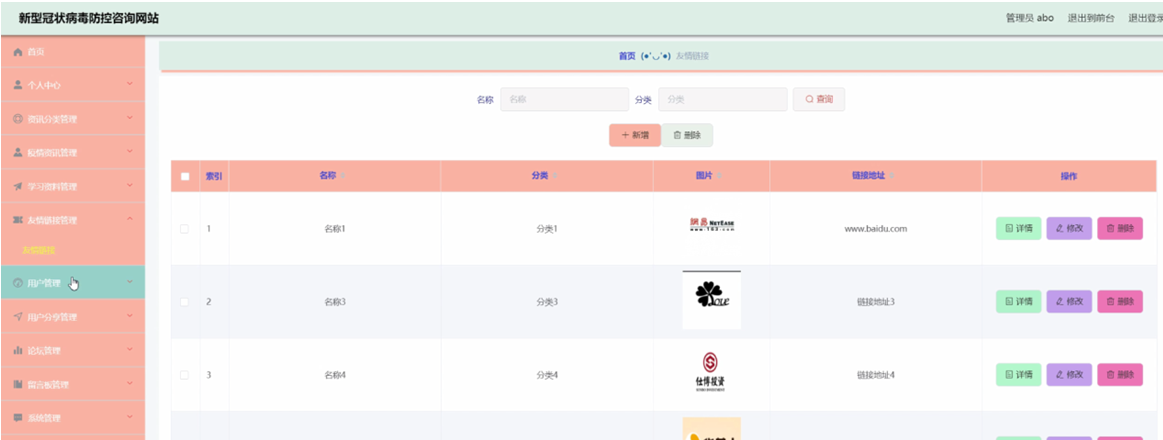 新型冠状病毒防控咨询网站
管理员 abo 退出到前台 退出登录
首页
个人中心
资讯分类管理
疫情资讯管理
学习资料管理
友情链接管理
友情链接
用户管理
用户分享管理
论坛管理
留言板管理
系统管理
首页 (●'◡'●) 友情链接
名称 名称 分类 分类 查询
+ 新增 删除
索引 名称 分类 图片 链接地址 操作
1 名称1 分类1 網易 NETEASE www.163.com www.baidu.com 详情 修改 删除
2 名称3 分类3 链接地址3 详情 修改 删除
3 名称4 分类4 仕博投资 链接地址4 详情 修改 删除